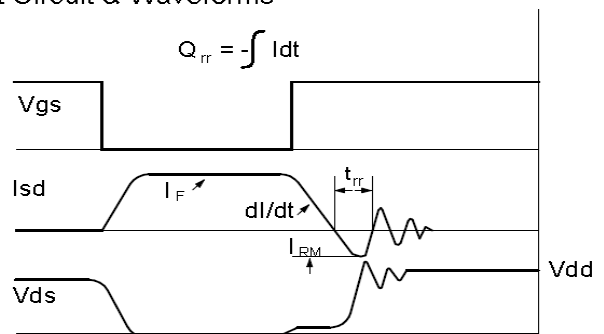 Circuit & Waveforms
Q rr = -∫ Idt
Vgs
Isd
I F
dI/dt
t rr
I RM
Vds
Vdd